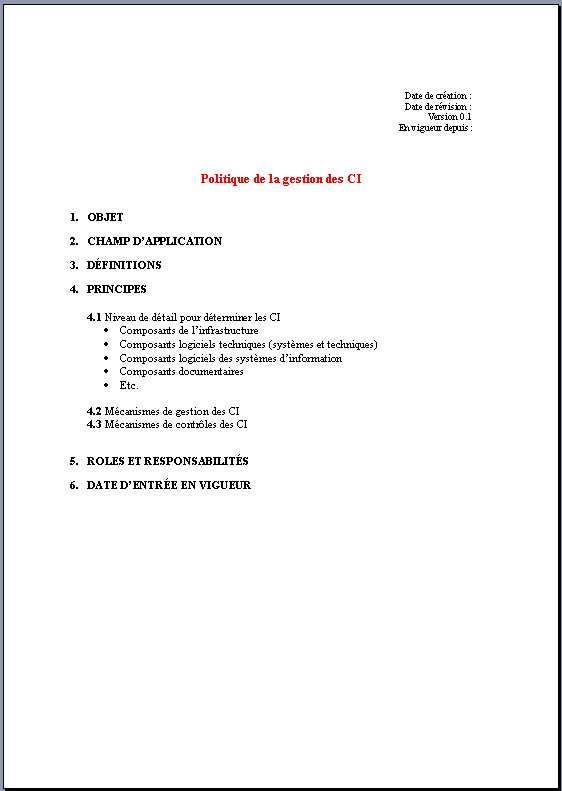 Date de création :
Date de révision :
Version 0.1
En vigueur depuis :
Politique de la gestion des CI
1. OBJET
2. CHAMP D’APPLICATION
3. DÉFINITIONS
4. PRINCIPES
4.1 Niveau de détail pour déterminer les CI
• Composants de l’infrastructure
• Composants logiciels techniques (systèmes et techniques)
• Composants logiciels des systèmes d’information
• Composants documentaires
• Etc.
4.2 Mécanismes de gestion des CI
4.3 Mécanismes de contrôles des CI
5. ROLES ET RESPONSABILITÉS
6. DATE D’ENTRÉE EN VIGUEUR